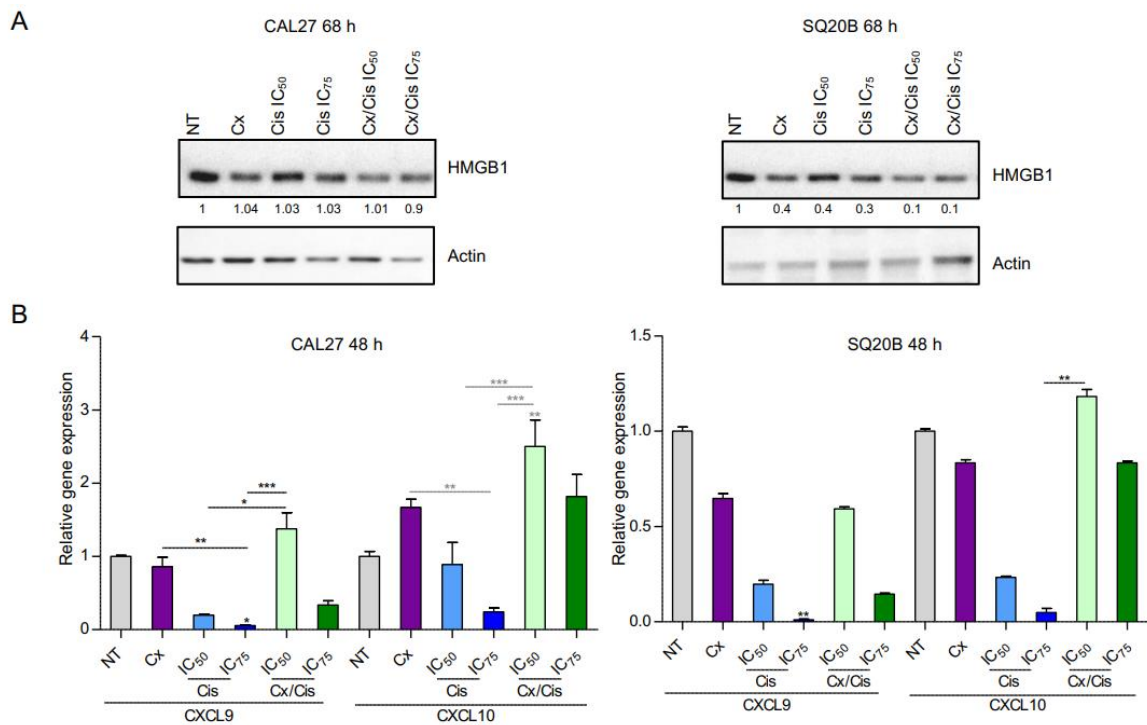 A
CAL27 68 h
NT
Cx
Cis IC50
Cis IC75
Cx/Cis IC50
Cx/Cis IC75
HMGB1
1 1.04 1.03 1.03 1.01 0.9
Actin
SQ20B 68 h
NT
Cx
Cis IC50
Cis IC75
Cx/Cis IC50
Cx/Cis IC75
HMGB1
1 0.4 0.4 0.3 0.1 0.1
Actin
B
CAL27 48 h
Relative gene expression
4
3
2
1
0
***
*
**
*
***
***
**
**
NT Cx IC50 IC75 IC50 IC75 NT Cx IC50 IC75 IC50 IC75
Cis Cx/Cis Cis Cx/Cis
CXCL9 CXCL10
SQ20B 48 h
Relative gene expression
1.5
1.0
0.5
0.0
**
**
NT Cx IC50 IC75 IC50 IC75 NT Cx IC50 IC75 IC50 IC75
Cis Cx/Cis Cis Cx/Cis
CXCL9 CXCL10